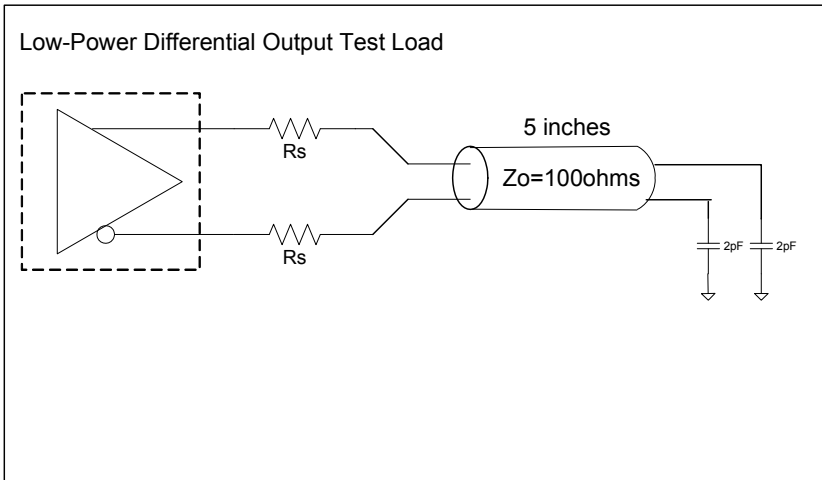 Low-Power Differential Output Test Load
Rs
5 inches
Zo=100ohms
Rs
2pF
2pF